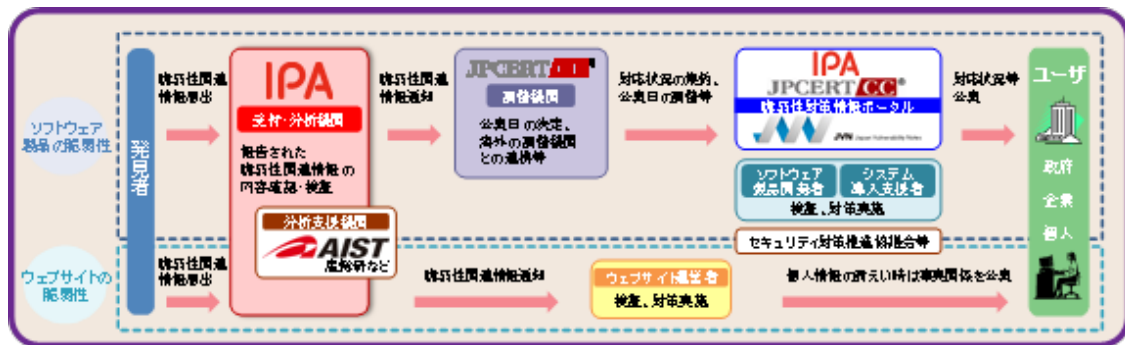 ソフトウェア
製品の脆弱性
発見者
脆弱性関連
情報届出
IPA
受付・分析機関
報告された
脆弱性関連情報の
内容確認・検証
分析支援機関
AIST
産総研など
脆弱性関連
情報通知
JPCERT CC®
調整機関
公表日の決定、
海外の調整機関
との連携等
対応状況の集約、
公表日の調整等
IPA
JPCERT CC®
脆弱性対策情報ポータル
JVN Japan Vulnerability Notes
ソフトウェア
製品開発者
システム
導入支援者
検証、対策実施
セキュリティ対策推進協議会等
対応状況等
公表
ユーザ
政府
企業
個人
ウェブサイトの
脆弱性
脆弱性関連
情報届出
脆弱性関連情報通知
ウェブサイト運営者
検証、対策実施
個人情報の漏えい時は事実関係を公表